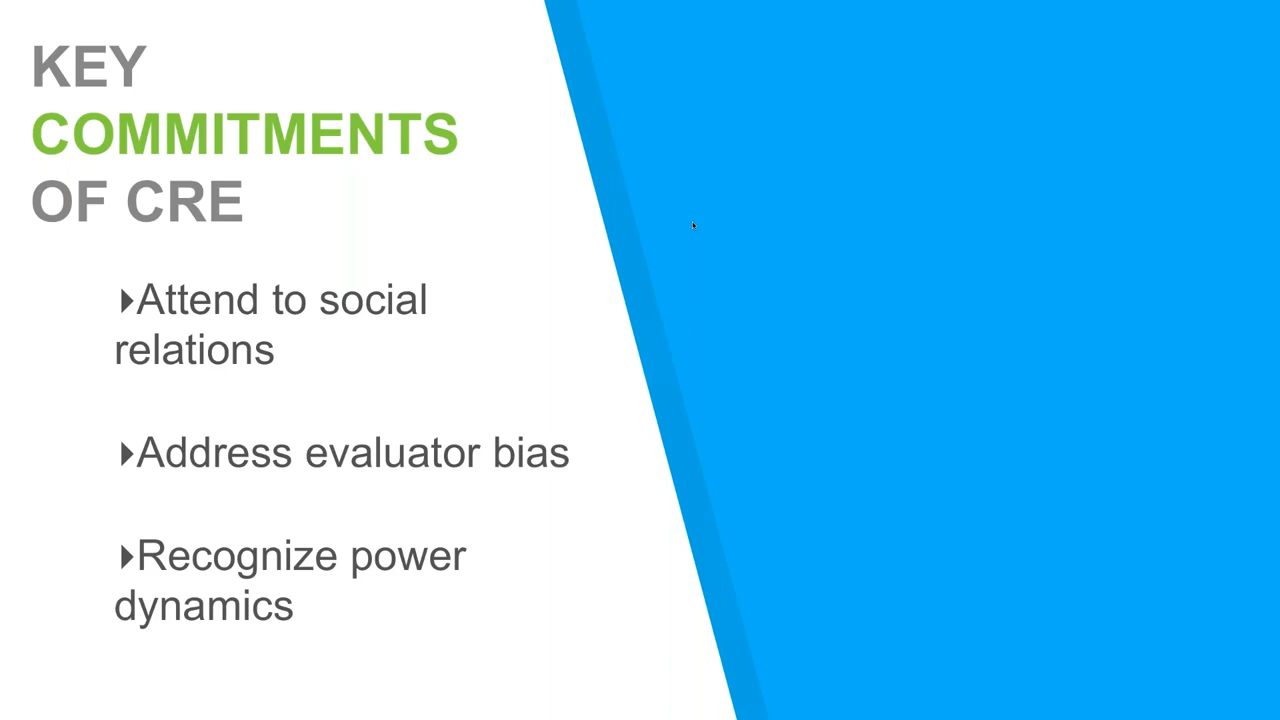 KEY
COMMITMENTS
OF CRE
‣Attend to social
relations
‣Address evaluator bias
‣Recognize power
dynamics